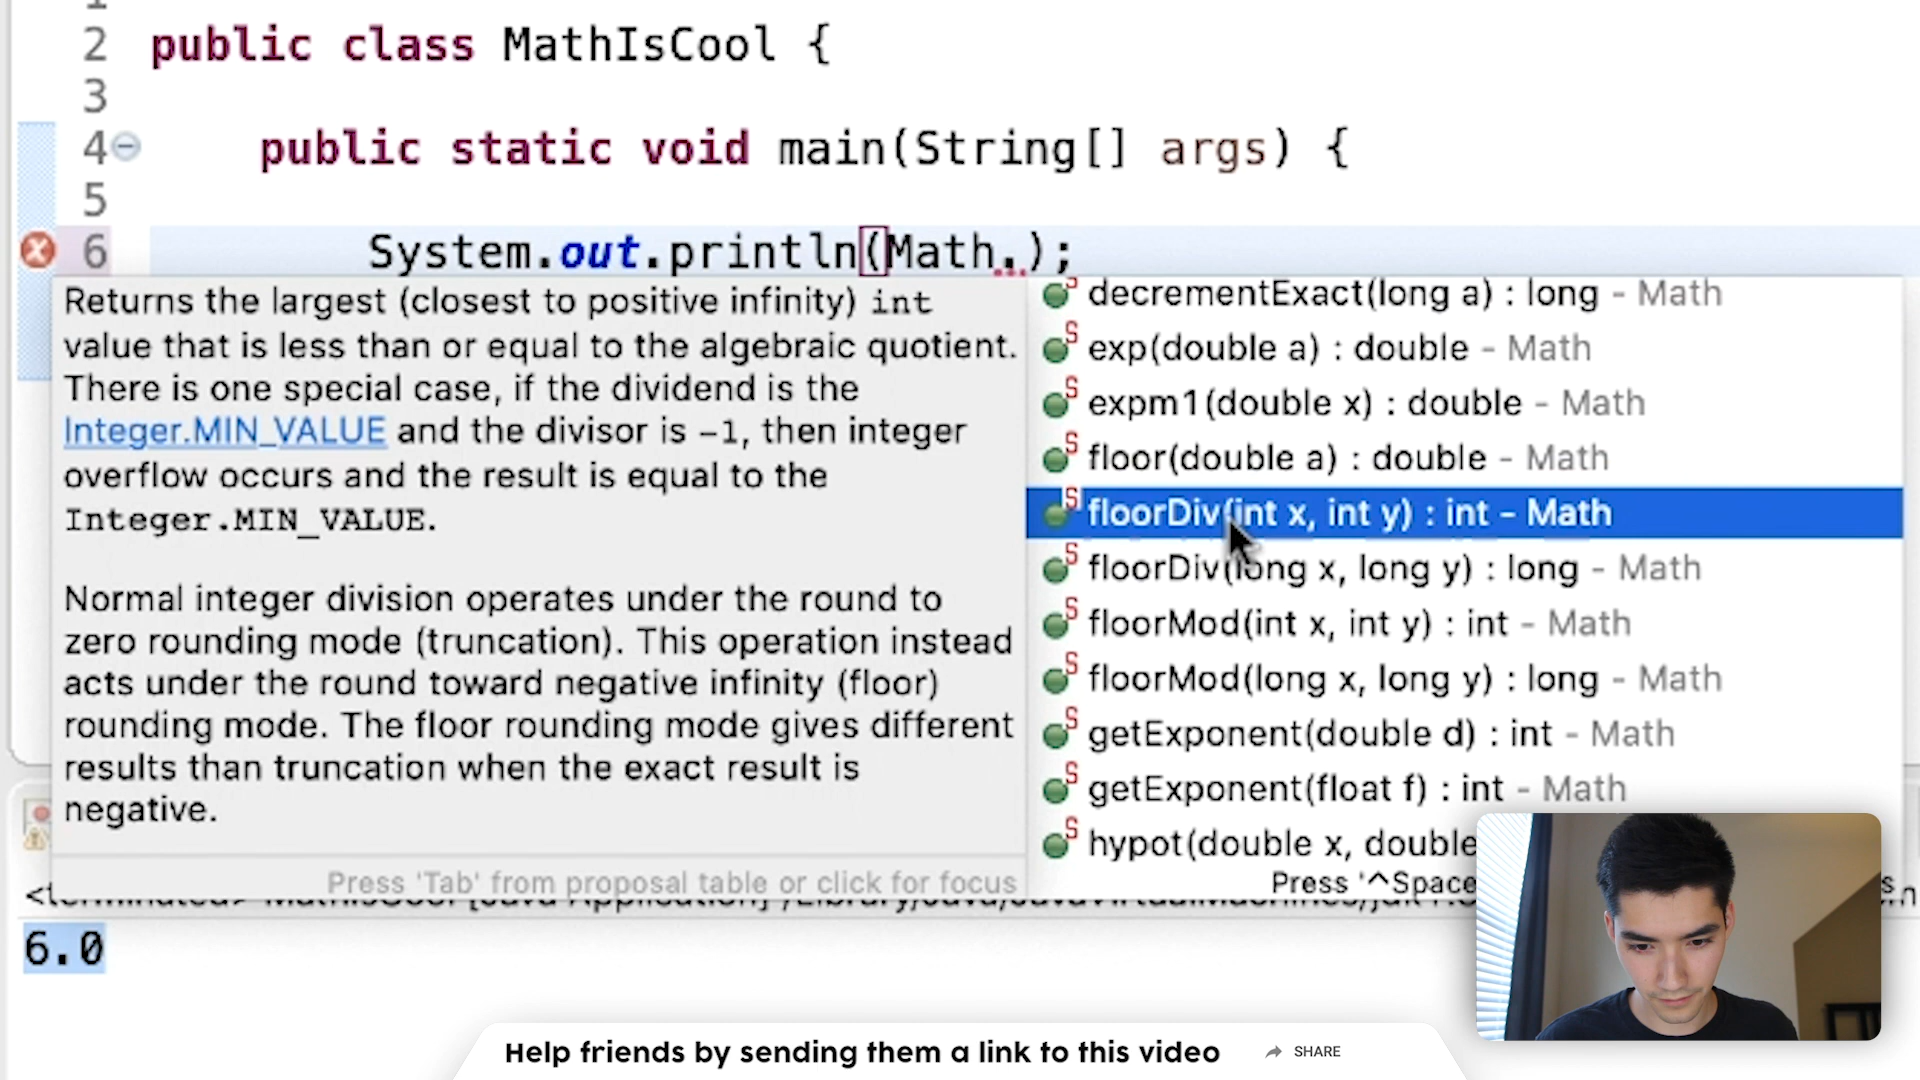 2 public class MathIsCool {
3
4 public static void main(String[] args) {
5
6 System.out.println(Math.);
Returns the largest (closest to positive infinity) int
value that is less than or equal to the algebraic quotient.
There is one special case, if the dividend is the
Integer.MIN_VALUE and the divisor is -1, then integer
overflow occurs and the result is equal to the
Integer.MIN_VALUE.
Normal integer division operates under the round to
zero rounding mode (truncation). This operation instead
acts under the round toward negative infinity (floor)
rounding mode. The floor rounding mode gives different
results than truncation when the exact result is
negative.
Press 'Tab' from proposal table or click for focus
decrementExact(long a) : long - Math
exp(double a) : double - Math
expm1(double x) : double - Math
floor(double a) : double - Math
floorDiv(int x, int y) : int - Math
floorDiv(long x, long y) : long - Math
floorMod(int x, int y) : int - Math
floorMod(long x, long y) : long - Math
getExponent(double d) : int - Math
getExponent(float f) : int - Math
hypot(double x, double
Press '^Space
<terminated> MathIsCool [Java Application] /Library/Java/JavaVirtualMachines/
6.0
Help friends by sending them a link to this video SHARE